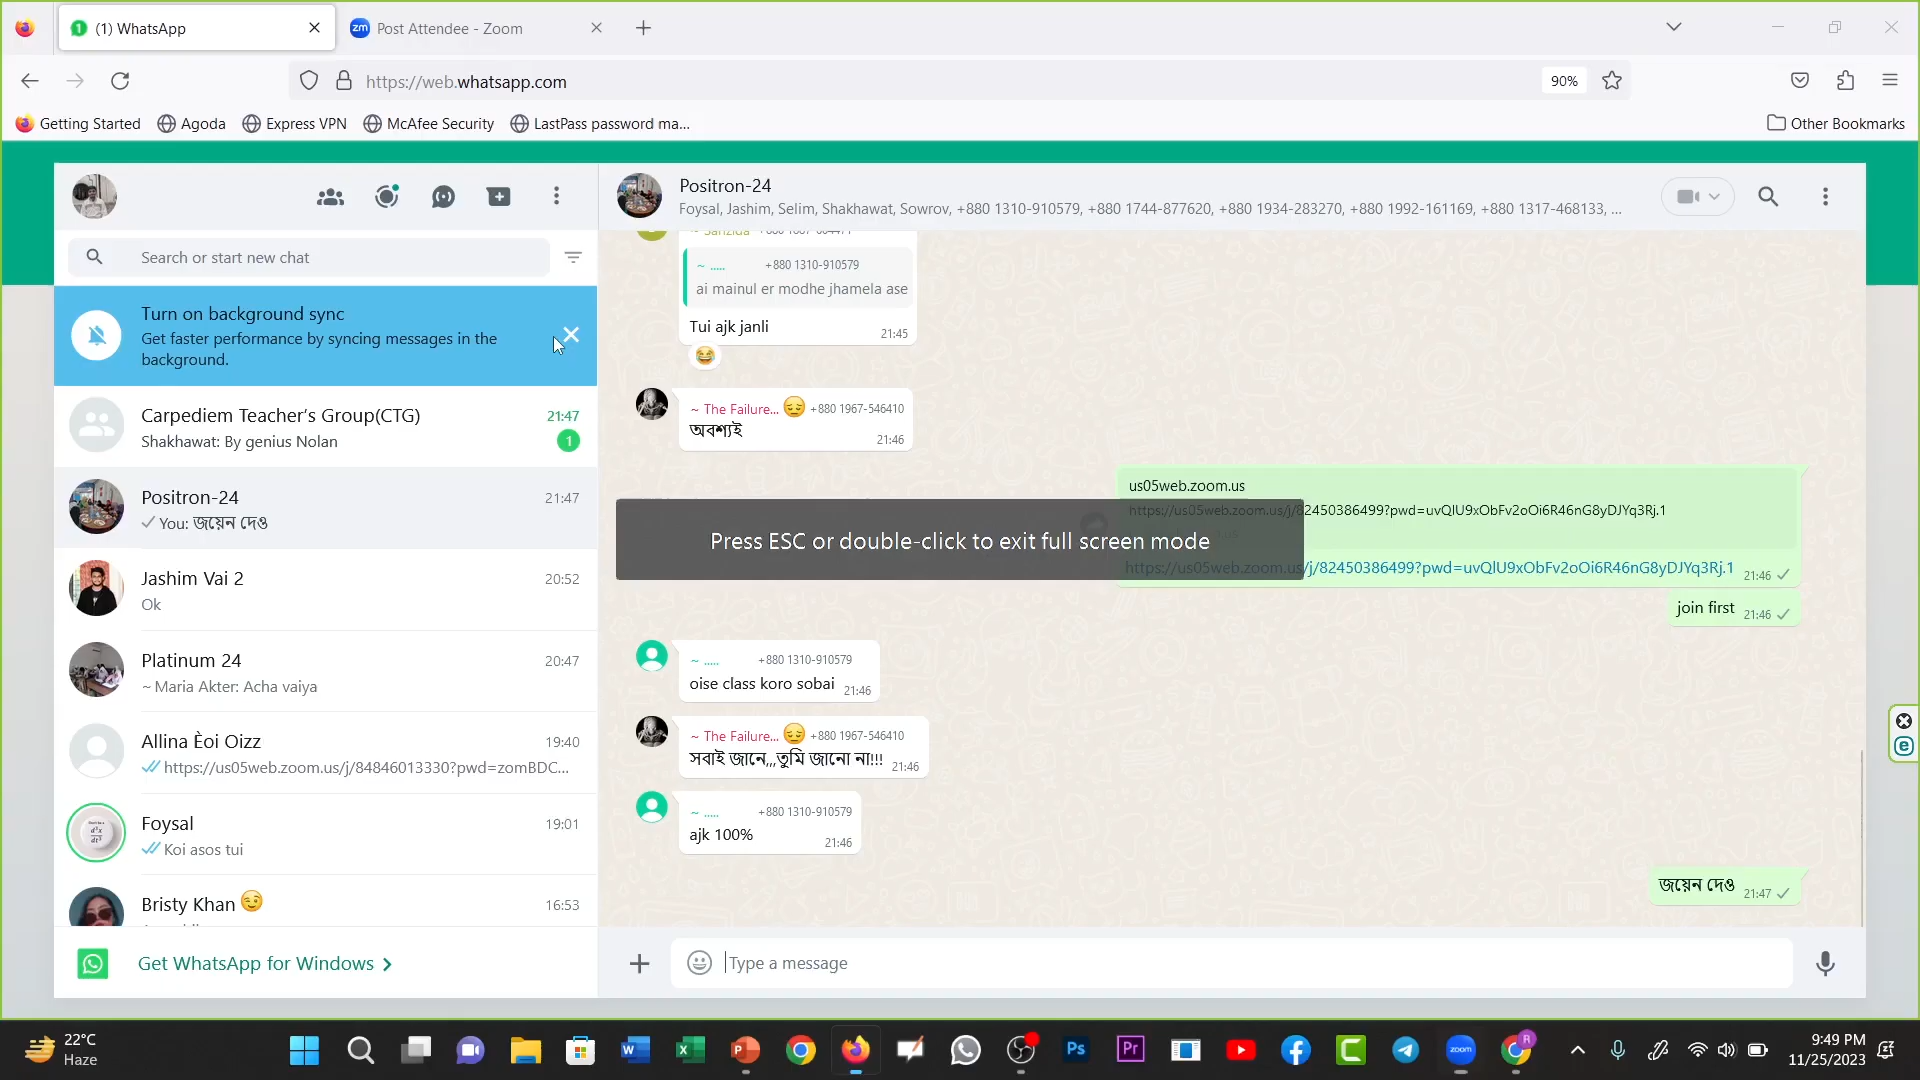 (1) WhatsApp
Post Attendee - Zoom
https://web.whatsapp.com
90%
Getting Started
Agoda
Express VPN
McAfee Security
LastPass password ma...
Other Bookmarks
Search or start new chat
Turn on background sync
Get faster performance by syncing messages in the
background.
Carpediem Teacher's Group(CTG)
21:47
Shakhawat: By genius Nolan
1
Positron-24
21:47
You: জয়েন দেও
Jashim Vai 2
20:52
Ok
Platinum 24
20:47
~ Maria Akter: Acha vaiya
Allina Èoi Oizz
19:40
https://us05web.zoom.us/j/84846013330?pwd=zomBDC...
Foysal
19:01
Koi asos tui
Bristy Khan 😉
16:53
Get WhatsApp for Windows
Positron-24
Foysal, Jashim, Selim, Shakhawat, Sowrov, +880 1310-910579, +880 1744-877620, +880 1934-283270, +880 1992-161169, +880 1317-468133, ...
~ ..... +880 1310-910579
ai mainul er modhe jhamela ase
Tui ajk janli
21:45
😂
~ The Failure... 😔 +880 1967-546410
অবশ্যই
21:46
us05web.zoom.us
https://us05web.zoom.us/j/82450386499?pwd=uvQlU9xObFv2oOi6R46nG8yDJYq3Rj.1
Press ESC or double-click to exit full screen mode
https://us05web.zoom.us/j/82450386499?pwd=uvQlU9xObFv2oOi6R46nG8yDJYq3Rj.1
21:46
join first 21:46
~ ..... +880 1310-910579
oise class koro sobai 21:46
~ The Failure... 😔 +880 1967-546410
সবাই জানে,,,তুমি জানো না!!! 21:46
~ ..... +880 1310-910579
ajk 100%
21:46
জয়েন দেও 21:47
Type a message
22°C
Haze
9:49 PM
11/25/2023